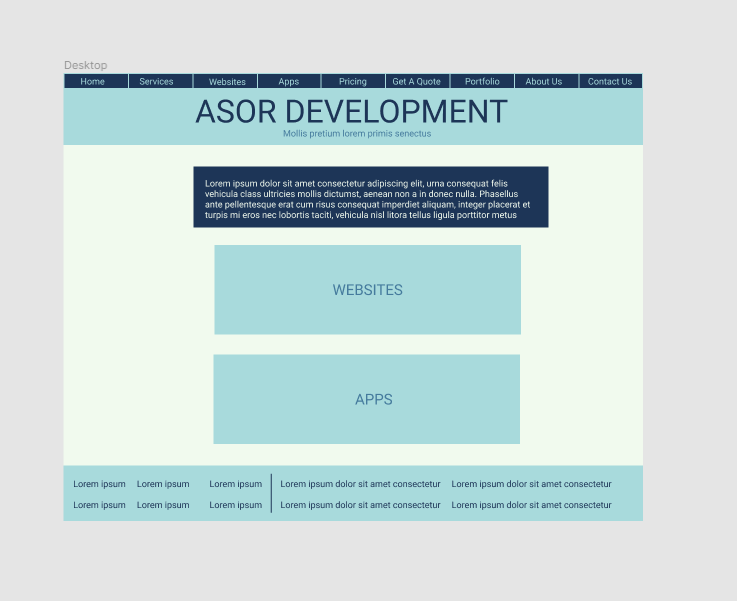 Desktop
Home Services Websites Apps Pricing Get A Quote Portfolio About Us Contact Us
ASOR DEVELOPMENT
Mollis pretium lorem primis senectus
Lorem ipsum dolor sit amet consectetur adipiscing elit, urna consequat felis
vehicula class ultricies mollis dictumst, aenean non a in donec nulla. Phasellus
ante pellentesque erat cum risus consequat imperdiet aliquam, integer placerat et
turpis mi eros nec lobortis taciti, vehicula nisl litora tellus ligula porttitor metus
WEBSITES
APPS
Lorem ipsum Lorem ipsum Lorem ipsum Lorem ipsum dolor sit amet consectetur Lorem ipsum dolor sit amet consectetur
Lorem ipsum Lorem ipsum Lorem ipsum Lorem ipsum dolor sit amet consectetur Lorem ipsum dolor sit amet consectetur